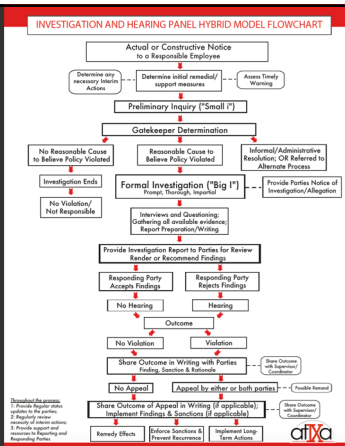 INVESTIGATION AND HEARING PANEL HYBRID MODEL FLOWCHART
Actual or Constructive Notice
to a Responsible Employee
Determine any
necessary Interim
Actions
Determine initial remedial/
support measures
Assess Timely
Warning
Preliminary Inquiry ("Small i")
Gatekeeper Determination
No Reasonable Cause
to Believe Policy Violated
Reasonable Cause to
Believe Policy Violated
Informal/Administrative
Resolution; OR Referred to
Alternate Process
Investigation Ends
Formal Investigation ("Big I")
Prompt, Thorough, Impartial
Provide Parties Notice of
Investigation/Allegation
No Violation/
Not Responsible
Interviews and Questioning;
Gathering all available evidence;
Report Preparation/Writing
Provide Investigation Report to Parties for Review
Render or Recommend Findings
Responding Party
Accepts Findings
Responding Party
Rejects Findings
No Hearing
Hearing
Outcome
No Violation
Violation
Share Outcome in Writing with Parties
Finding, Sanction & Rationale
Share Outcome
with Supervisor/
Coordinator
No Appeal
Appeal by either or both parties
Possible Remand
Throughout the process:
1: Provide Regular status
updates to the parties;
2: Regularly review
necessity of interim actions;
3: Provide support and
resources to Reporting and
Responding Parties
Share Outcome of Appeal in Writing (if applicable);
Implement Findings & Sanctions (if applicable)
Share Outcome
with Supervisor/
Coordinator
Remedy Effects
Enforce Sanctions &
Prevent Recurrence
Implement Long-
Term Actions
atixa